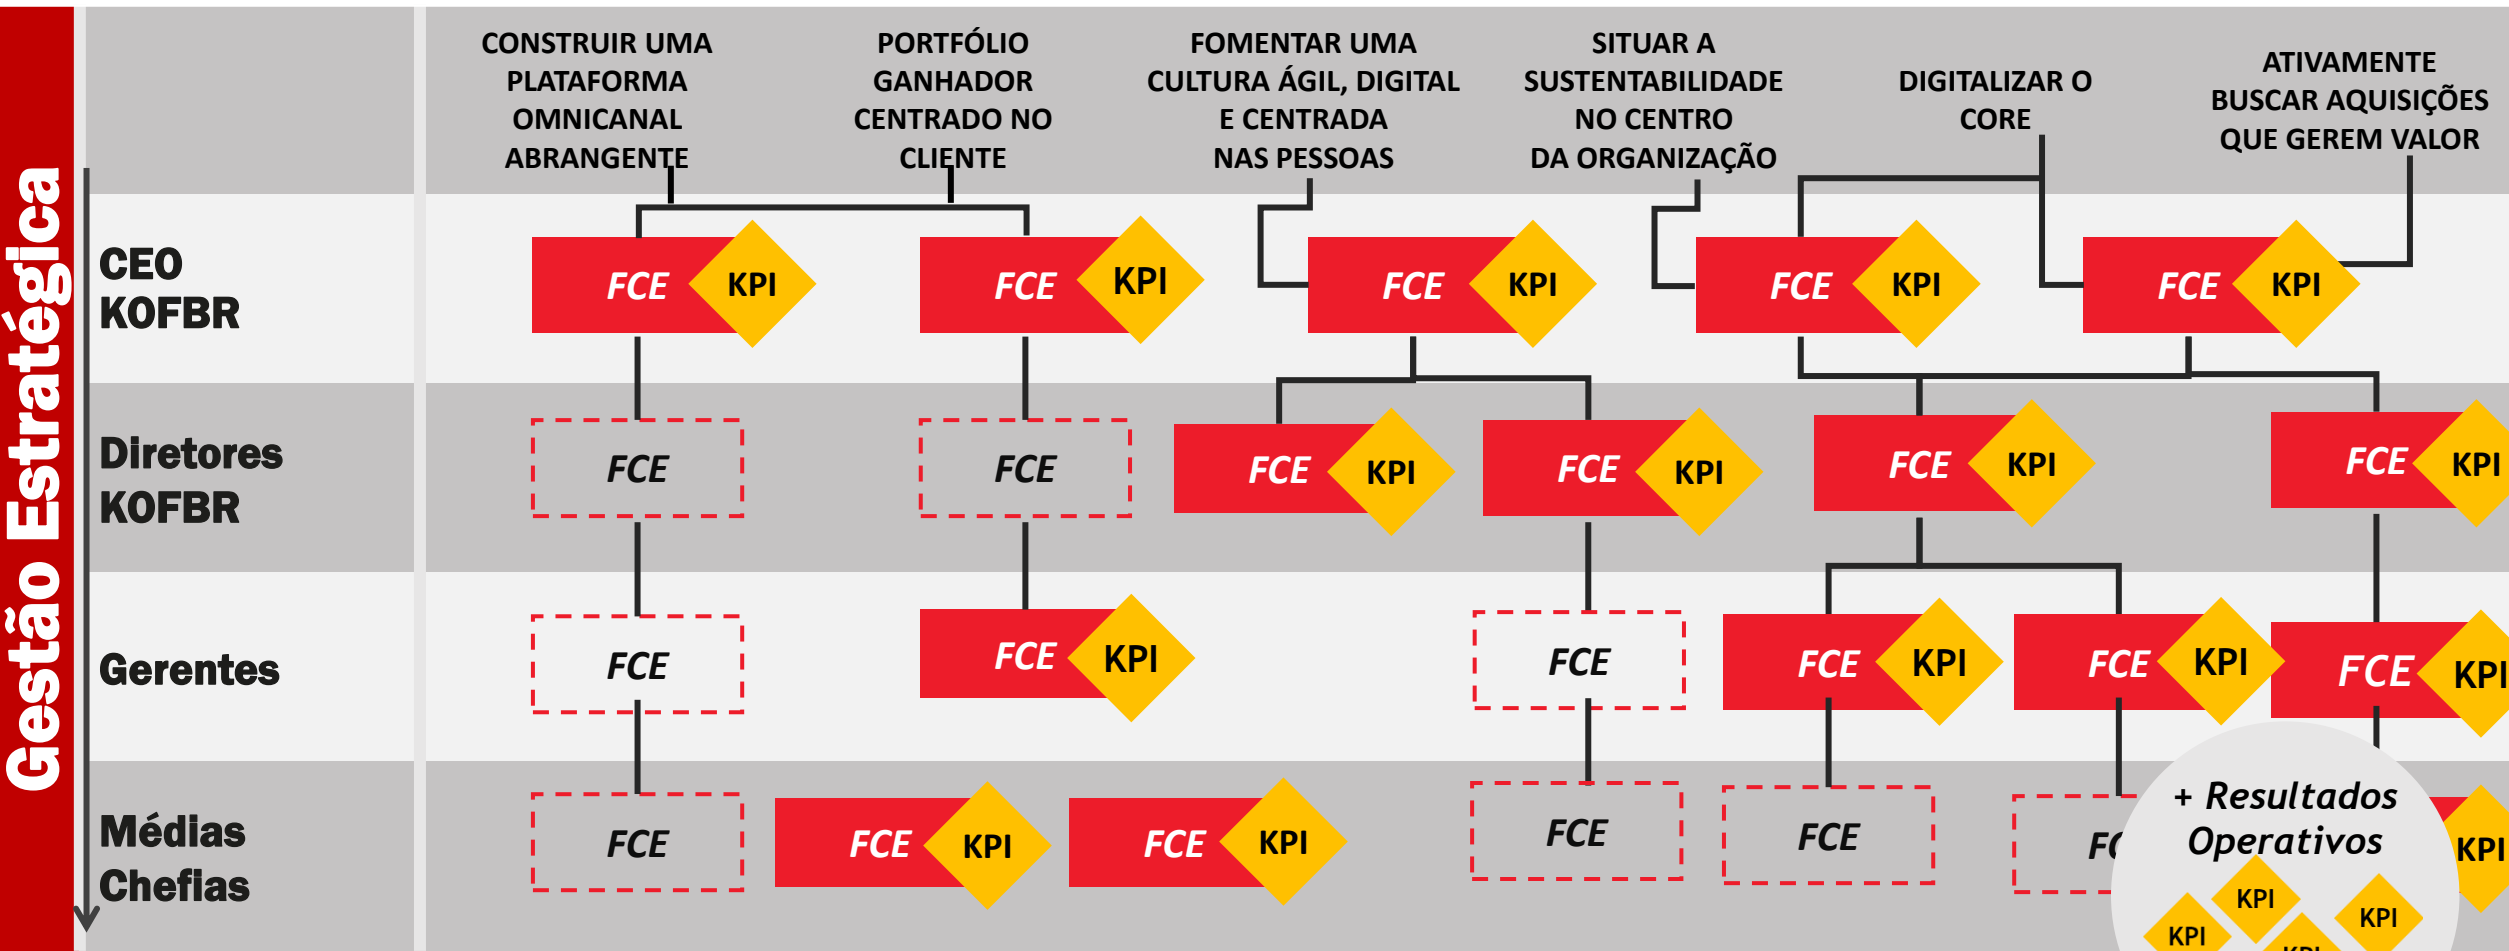 Gestão Estratégica
CONSTRUIR UMA
PLATAFORMA
OMNICANAL
ABRANGENTE
PORTFÓLIO
GANHADOR
CENTRADO NO
CLIENTE
FOMENTAR UMA
CULTURA ÁGIL, DIGITAL
E CENTRADA
NAS PESSOAS
SITUAR A
SUSTENTABILIDADE
NO CENTRO
DA ORGANIZAÇÃO
DIGITALIZAR O
CORE
ATIVAMENTE
BUSCAR AQUISIÇÕES
QUE GEREM VALOR
CEO
KOFBR
FCE KPI
FCE KPI
FCE KPI
FCE KPI
FCE KPI
Diretores
KOFBR
FCE
FCE
FCE KPI
FCE KPI
FCE KPI
FCE KPI
Gerentes
FCE
FCE KPI
FCE
FCE KPI
FCE KPI
FCE KPI
Médias
Chefias
FCE
FCE KPI
FCE KPI
FCE
FCE
KPI
+ Resultados
Operativos
KPI
KPI
KPI
KPI